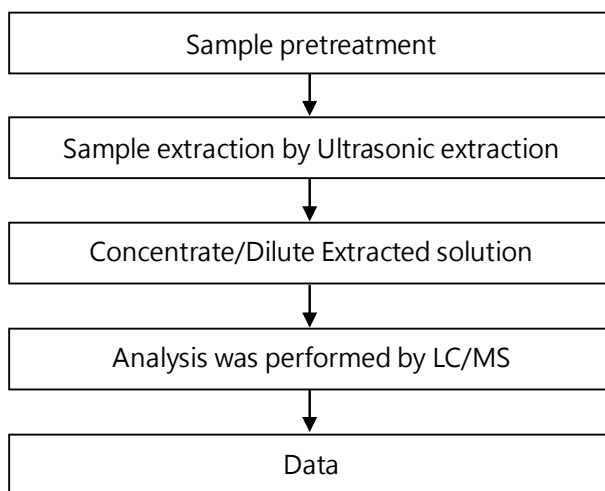 Sample pretreatment
Sample extraction by Ultrasonic extraction
Concentrate/Dilute Extracted solution
Analysis was performed by LC/MS
Data